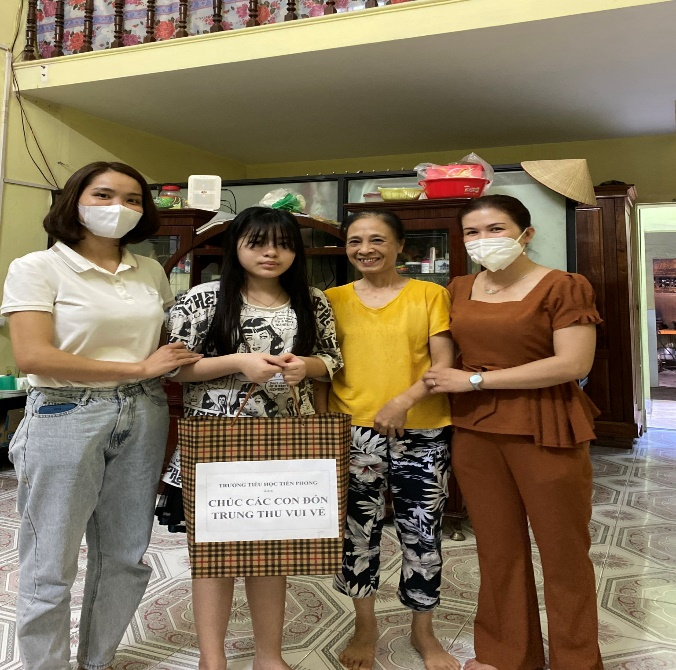 TRƯỜNG TIỂU HỌC TIỀN PHONG
CHÚC CÁC CON ĐÓN
TRUNG THU VUI VẺ